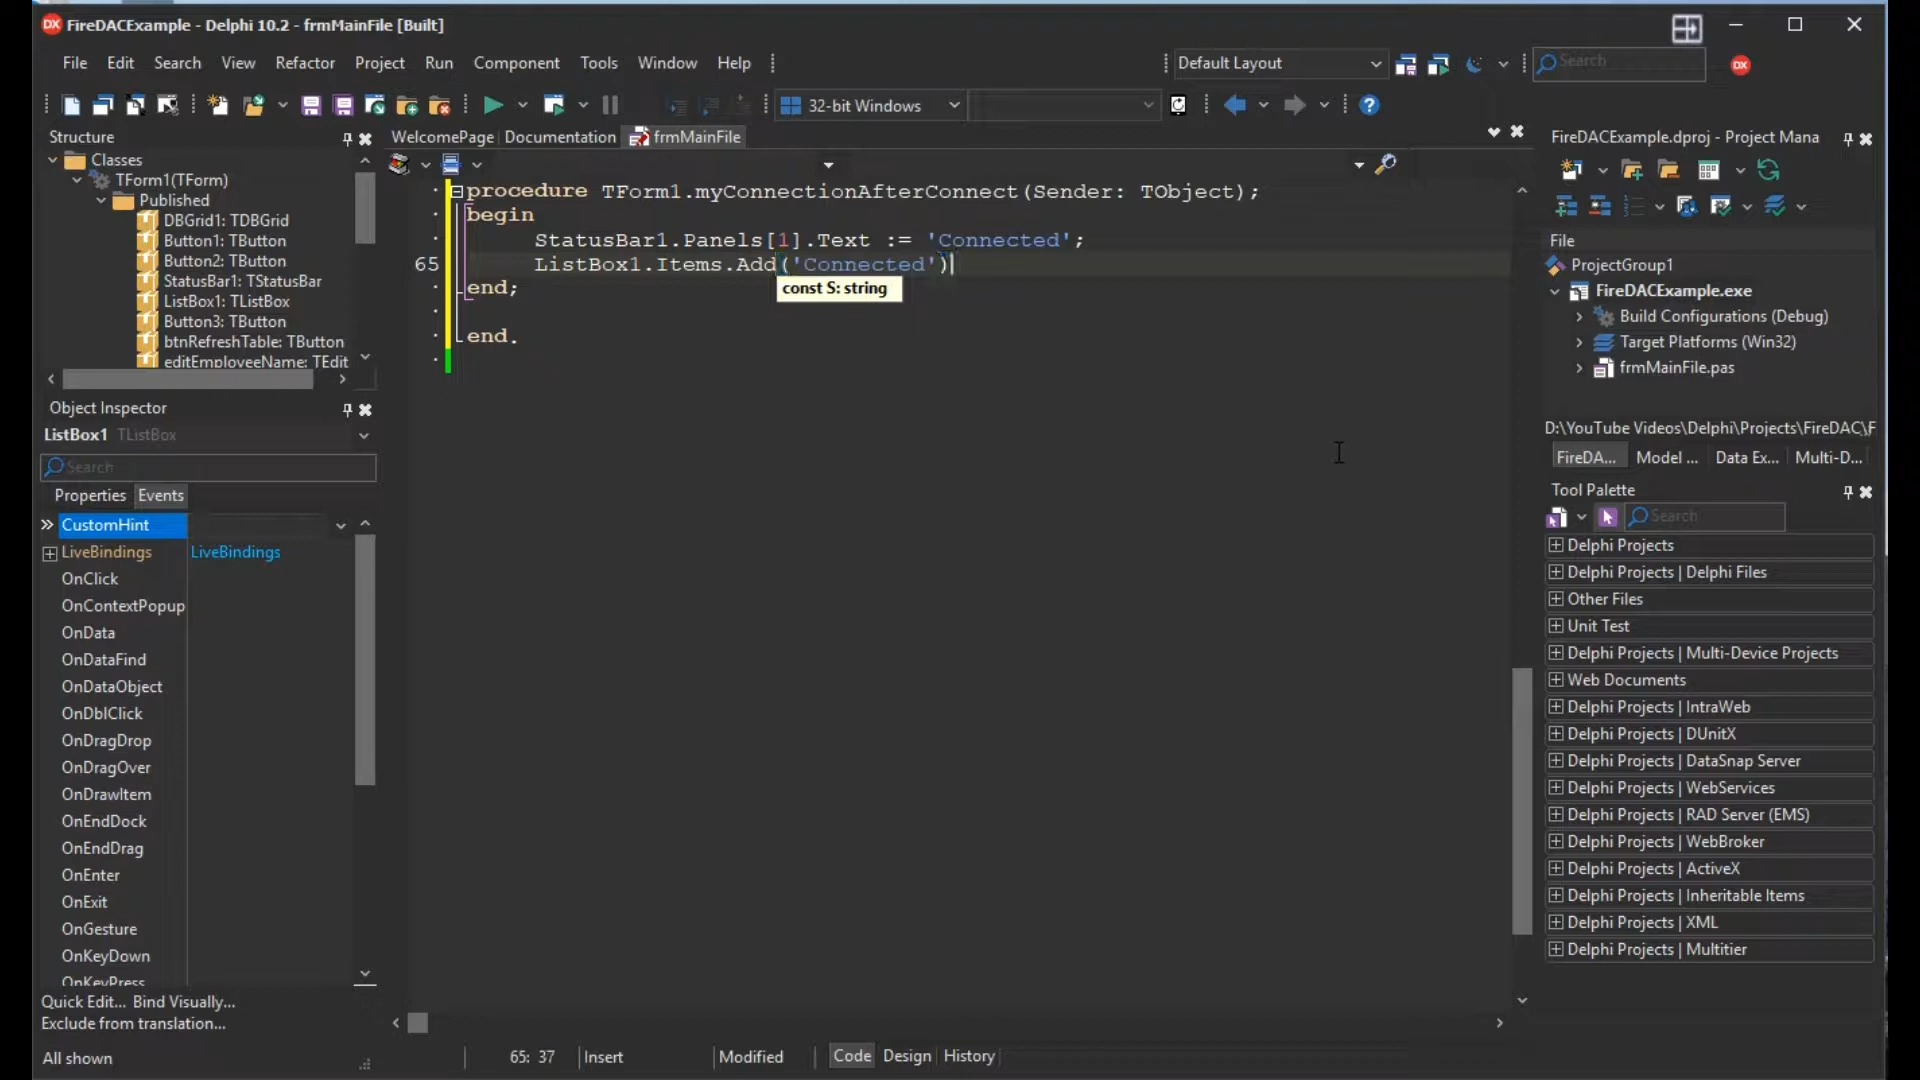 FireDACExample - Delphi 10.2 - frmMainFile [Built]
File Edit Search View Refactor Project Run Component Tools Window Help
Default Layout
Search
32-bit Windows
Structure
Classes
TForm1(TForm)
Published
DBGrid1: TDBGrid
Button1: TButton
Button2: TButton
StatusBar1: TStatusBar
ListBox1: TListBox
Button3: TButton
btnRefreshTable: TButton
editEmployeeName: TEdit
Object Inspector
ListBox1 TListBox
Search
Properties Events
CustomHint
LiveBindings LiveBindings
OnClick
OnContextPopup
OnData
OnDataFind
OnDataObject
OnDblClick
OnDragDrop
OnDragOver
OnDrawItem
OnEndDock
OnEndDrag
OnEnter
OnExit
OnGesture
OnKeyDown
OnKeyPress
Quick Edit... Bind Visually...
Exclude from translation...
All shown
WelcomePage Documentation frmMainFile
procedure TForm1.myConnectionAfterConnect(Sender: TObject);
begin
StatusBar1.Panels[1].Text := 'Connected';
65 ListBox1.Items.Add('Connected')
const S: string
end;
end.
65: 37 Insert Modified Code Design History
FireDACExample.dproj - Project Mana
File
ProjectGroup1
FireDACExample.exe
Build Configurations (Debug)
Target Platforms (Win32)
frmMainFile.pas
D:\YouTube Videos\Delphi\Projects\FireDAC\F
FireDA... Model ... Data Ex... Multi-D...
Tool Palette
Search
Delphi Projects
Delphi Projects | Delphi Files
Other Files
Unit Test
Delphi Projects | Multi-Device Projects
Web Documents
Delphi Projects | IntraWeb
Delphi Projects | DUnitX
Delphi Projects | DataSnap Server
Delphi Projects | WebServices
Delphi Projects | RAD Server (EMS)
Delphi Projects | WebBroker
Delphi Projects | ActiveX
Delphi Projects | Inheritable Items
Delphi Projects | XML
Delphi Projects | Multitier